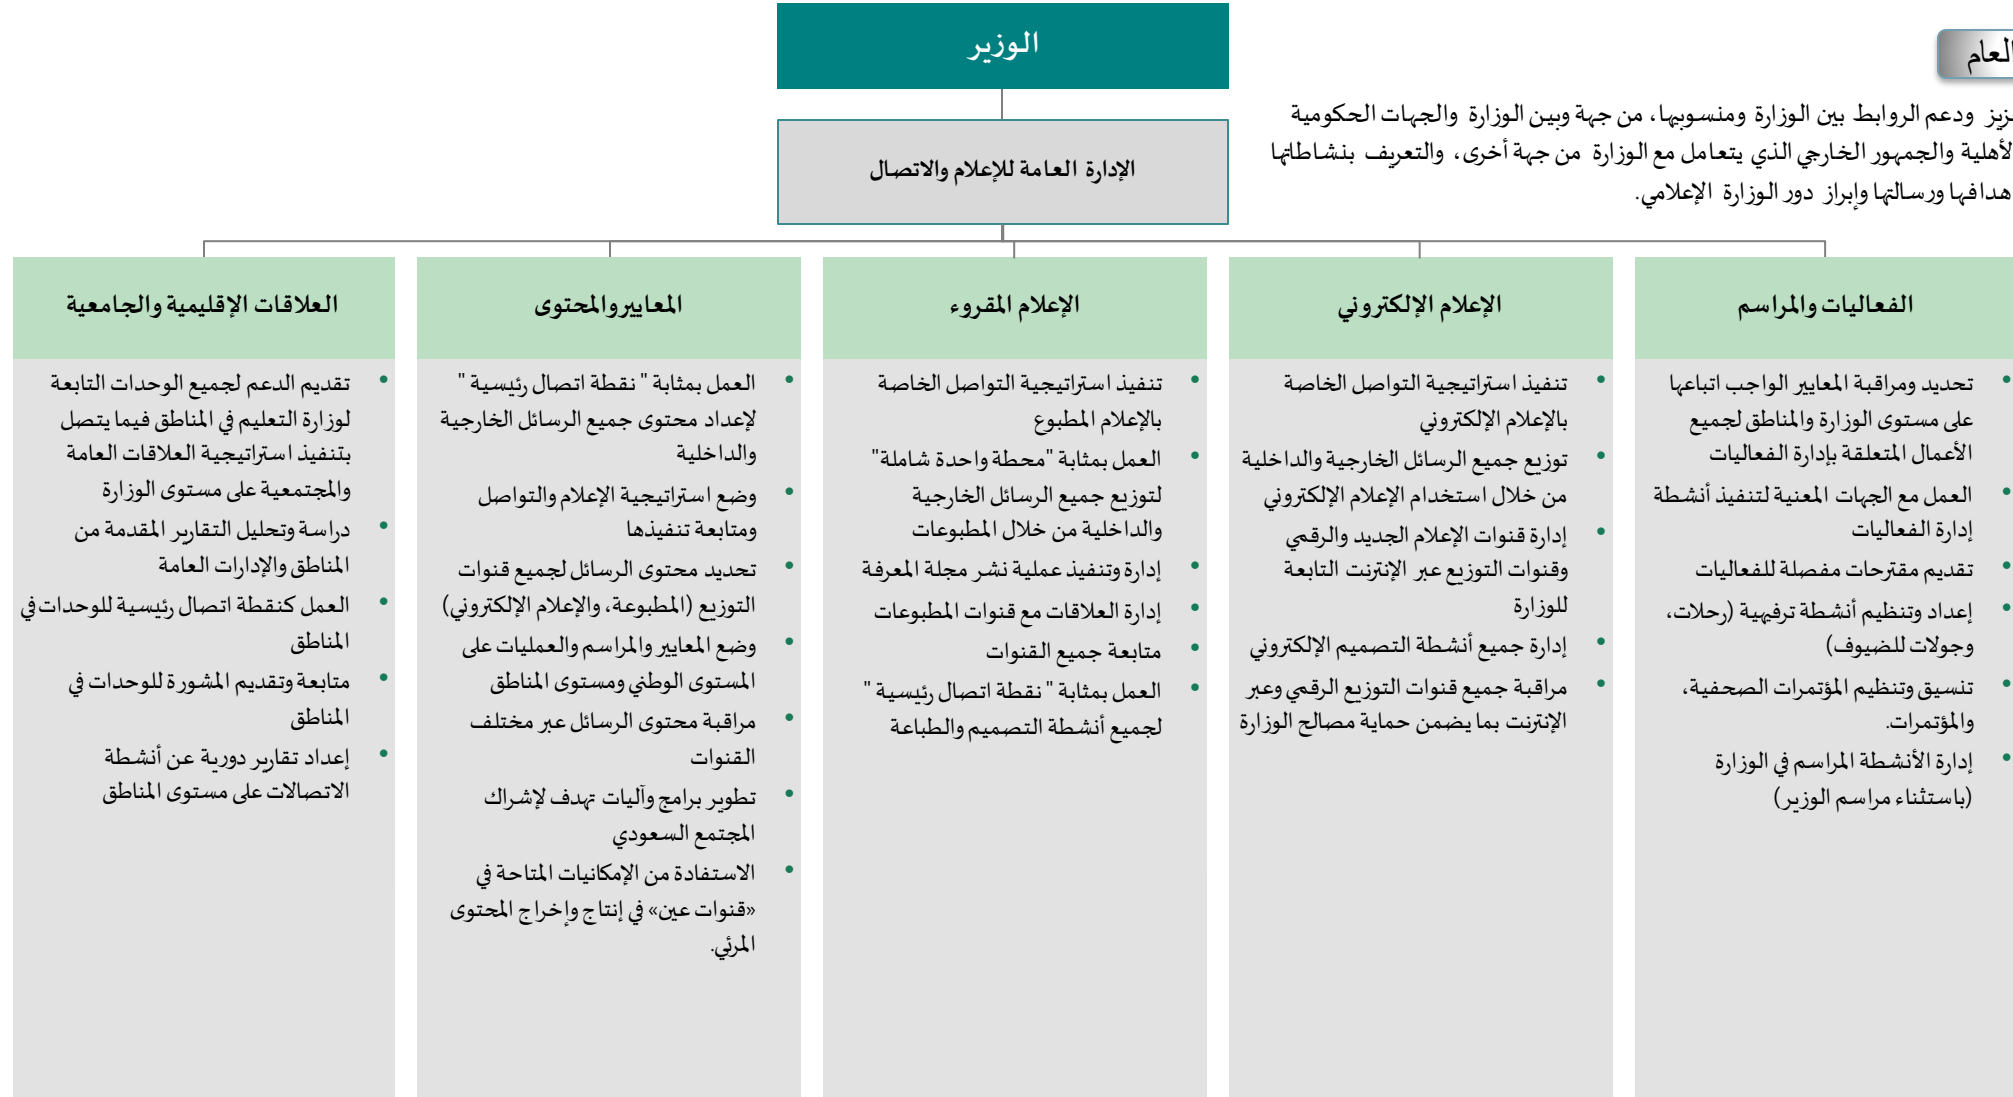 الوزير
العام
الإدارة العامة للإعلام والاتصال
ودعم الروابط بين الوزارة ومنسوبيها، من جهة وبين الوزارة والجهات الحكومية
والجمهور الخارجي الذي يتعامل مع الوزارة من جهة أخرى، والتعريف بنشاطاتها
ورسالتها وإبراز دور الوزارة الإعلامي.
الفعاليات والمراسم
• تحديد ومراقبة المعايير الواجب اتباعها
على مستوى الوزارة والمناطق لجميع
الأعمال المتعلقة بإدارة الفعاليات
• العمل مع الجهات المعنية لتنفيذ أنشطة
إدارة الفعاليات
• تقديم مقترحات مفصلة للفعاليات
• إعداد وتنظيم أنشطة ترفيهية (رحلات،
وجولات للضيوف)
• تنسيق وتنظيم المؤتمرات الصحفية،
والمؤتمرات.
• إدارة الأنشطة المراسم في الوزارة
(باستثناء مراسم الوزير)
الإعلام الإلكتروني
• تنفيذ استراتيجية التواصل الخاصة
بالإعلام الإلكتروني
• توزيع جميع الرسائل الخارجية والداخلية
من خلال استخدام الإعلام الإلكتروني
• إدارة قنوات الإعلام الجديد والرقمي
وقنوات التوزيع عبر الإنترنت التابعة
للوزارة
• إدارة جميع أنشطة التصميم الإلكتروني
• مراقبة جميع قنوات التوزيع الرقمي وعبر
الإنترنت بما يضمن حماية مصالح الوزارة
الإعلام المقروء
• تنفيذ استراتيجية التواصل الخاصة
بالإعلام المطبوع
• العمل بمثابة "محطة واحدة شاملة"
لتوزيع جميع الرسائل الخارجية
والداخلية من خلال المطبوعات
• إدارة وتنفيذ عملية نشر مجلة المعرفة
• إدارة العلاقات مع قنوات المطبوعات
• متابعة جميع القنوات
• العمل بمثابة " نقطة اتصال رئيسية "
لجميع أنشطة التصميم والطباعة
المعايير والمحتوى
• العمل بمثابة " نقطة اتصال رئيسية "
لإعداد محتوى جميع الرسائل الخارجية
والداخلية
• وضع استراتيجية الإعلام والتواصل
ومتابعة تنفيذها
• تحديد محتوى الرسائل لجميع قنوات
التوزيع (المطبوعة، والإعلام الإلكتروني)
• وضع المعايير والمراسم والعمليات على
المستوى الوطني ومستوى المناطق
• مراقبة محتوى الرسائل عبر مختلف
القنوات
• تطوير برامج وآليات تهدف لإشراك
المجتمع السعودي
• الاستفادة من الإمكانيات المتاحة في
«قنوات عين» في إنتاج وإخراج المحتوى
المرئي.
العلاقات الإقليمية والجامعية
• تقديم الدعم لجميع الوحدات التابعة
لوزارة التعليم في المناطق فيما يتصل
بتنفيذ استراتيجية العلاقات العامة
والمجتمعية على مستوى الوزارة
• دراسة وتحليل التقارير المقدمة من
المناطق والإدارات العامة
• العمل كنقطة اتصال رئيسية للوحدات في
المناطق
• متابعة وتقديم المشورة للوحدات في
المناطق
• إعداد تقارير دورية عن أنشطة
الاتصالات على مستوى المناطق